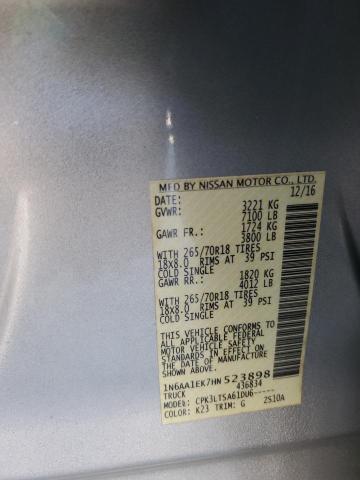 MFD BY NISSAN MOTOR CO., LTD.
DATE: 12/16
GVWR: 3221 KG
7100 LB
GAWR FR.: 1724 KG
3800 LB
WITH 265/70R18 TIRES
18X8.0 RIMS AT 39 PSI
COLD SINGLE
GAWR RR.: 1820 KG
4012 LB
WITH 265/70R18 TIRES
18X8.0 RIMS AT 39 PSI
COLD SINGLE
THIS VEHICLE CONFORMS TO
ALL APPLICABLE FEDERAL
MOTOR VEHICLE SAFETY
STANDARDS IN EFFECT ON
THE DATE OF MANUFACTURE
SHOWN ABOVE.
1N6AA1EK7HN523898
TRUCK 436834
MODEL: CPK3LTSA61DU6-----
COLOR: K23 TRIM: G 2S10A